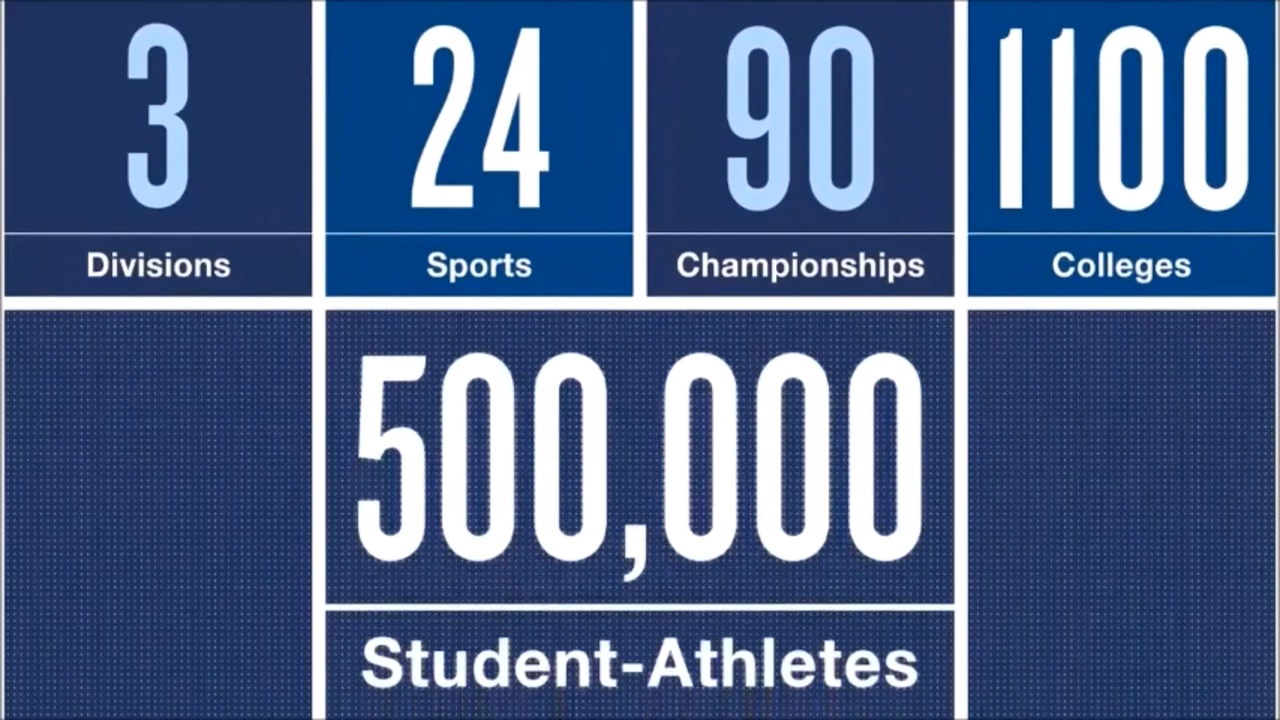 3
Divisions
24
Sports
90
Championships
1100
Colleges
500,000
Student-Athletes